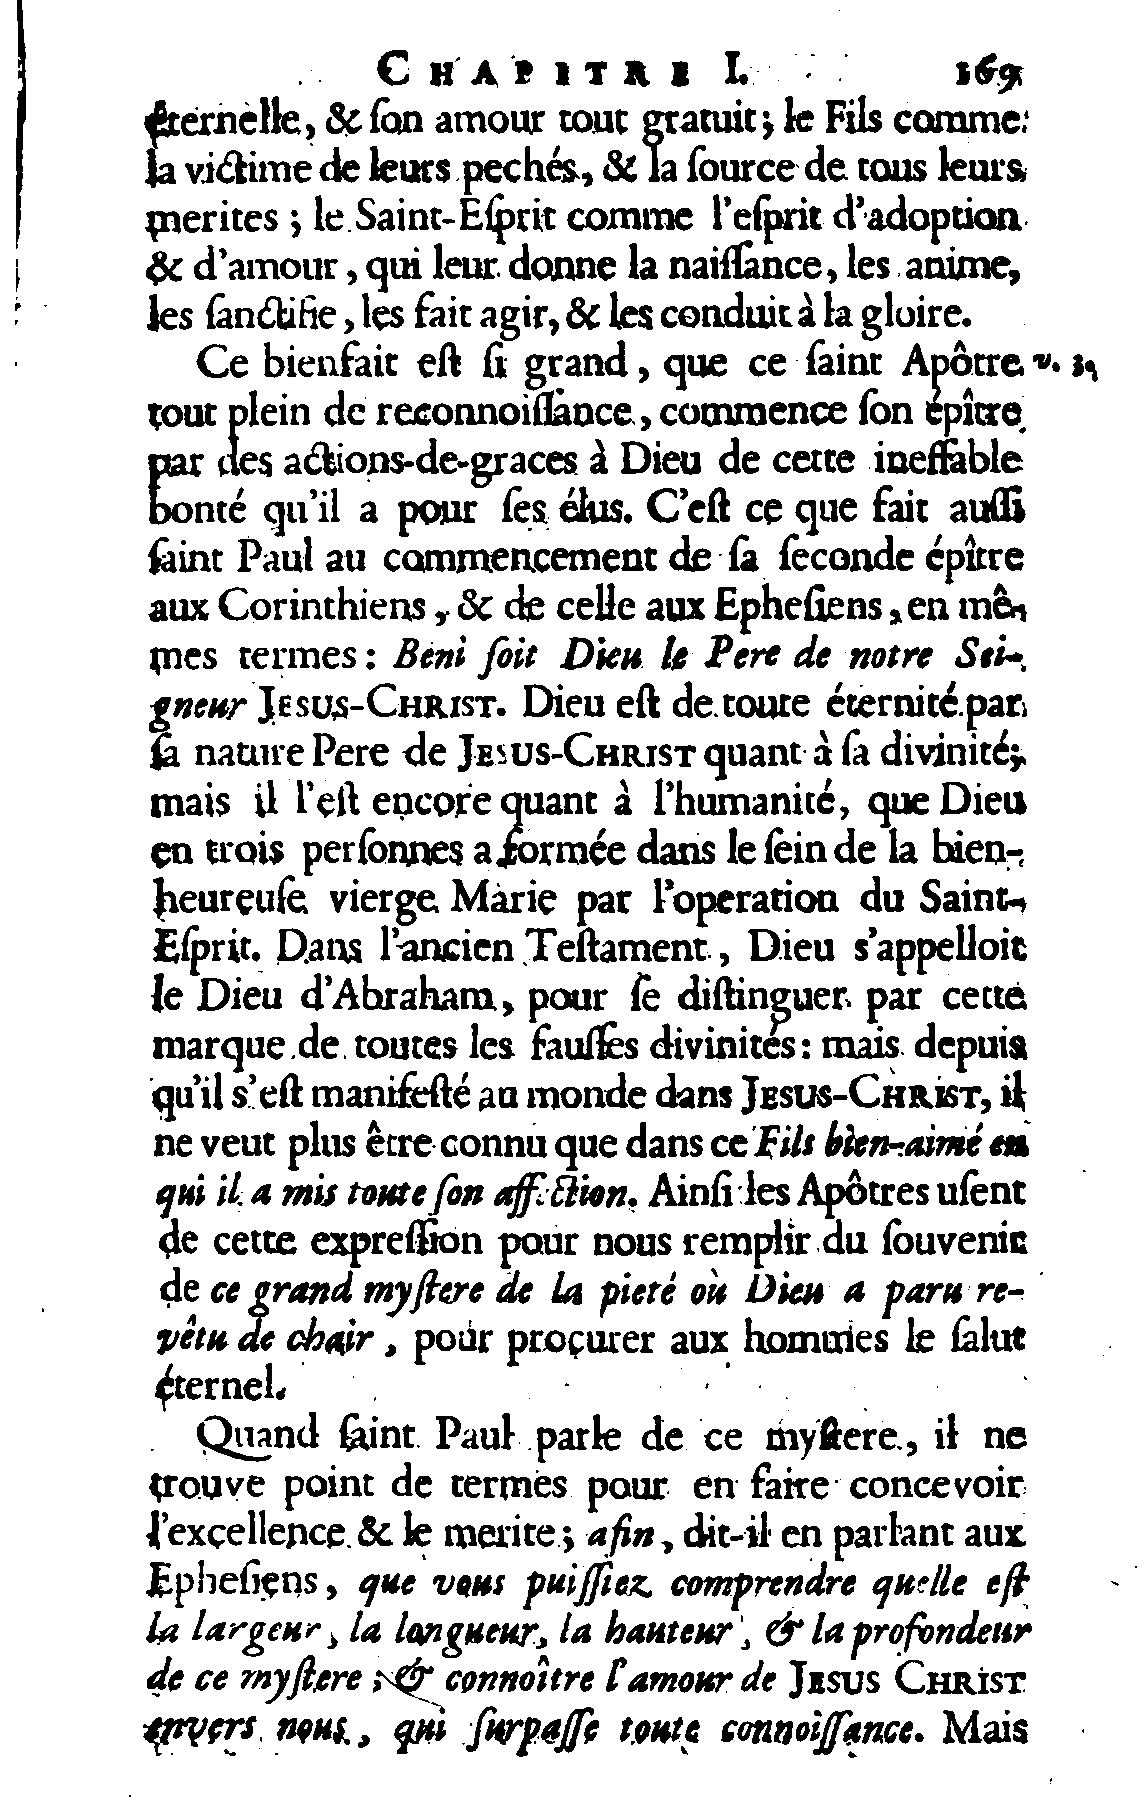 CHAPITRE I. 169
éternelle, & ſon amour tout gratuit; le Fils comme
la victime de leurs pechés, & la ſource de tous leurs
merites; le Saint-Eſprit comme l'eſprit d'adoption
& d'amour, qui leur donne la naiſſance, les anime,
les ſanctifie, les fait agir, & les conduit à la gloire.
Ce bienfait eſt ſi grand, que ce ſaint Apôtre v. 3.
tout plein de reconnoiſſance, commence ſon épître
par des actions-de-graces à Dieu de cette ineffable
bonté qu'il a pour ſes élus. C'eſt ce que fait auſſi
ſaint Paul au commencement de ſa ſeconde épître
aux Corinthiens, & de celle aux Epheſiens, en mê-
mes termes: Beni ſoit Dieu le Pere de notre Sei-
gneur JESUS-CHRIST. Dieu eſt de toute éternité par
ſa nature Pere de JESUS-CHRIST quant à ſa divinité;
mais il l'eſt encore quant à l'humanité, que Dieu
en trois perſonnes a formée dans le ſein de la bien-
heureuſe vierge Marie par l'operation du Saint-
Eſprit. Dans l'ancien Teſtament, Dieu s'appelloit
le Dieu d'Abraham, pour ſe diſtinguer par cette
marque de toutes les fauſſes divinités: mais depuis
qu'il s'eſt manifeſté au monde dans JESUS-CHRIST, il
ne veut plus être connu que dans ce Fils bien-aimé en
qui il a mis toute ſon affection. Ainſi les Apôtres uſent
de cette expreſſion pour nous remplir du ſouvenir
de ce grand myſtere de la pieté où Dieu a paru re-
vêtu de chair, pour procurer aux hommes le ſalut
éternel.
Quand ſaint Paul parle de ce myſtere, il ne
trouve point de termes pour en faire concevoir
l'excellence & le merite; afin, dit-il en parlant aux
Epheſiens, que vous puiſſiez comprendre quelle eſt
la largeur, la longueur, la hauteur, & la profondeur
de ce myſtere; & connoître l'amour de JESUS CHRIST
envers nous, qui ſurpaſſe toute connoiſſance. Mais